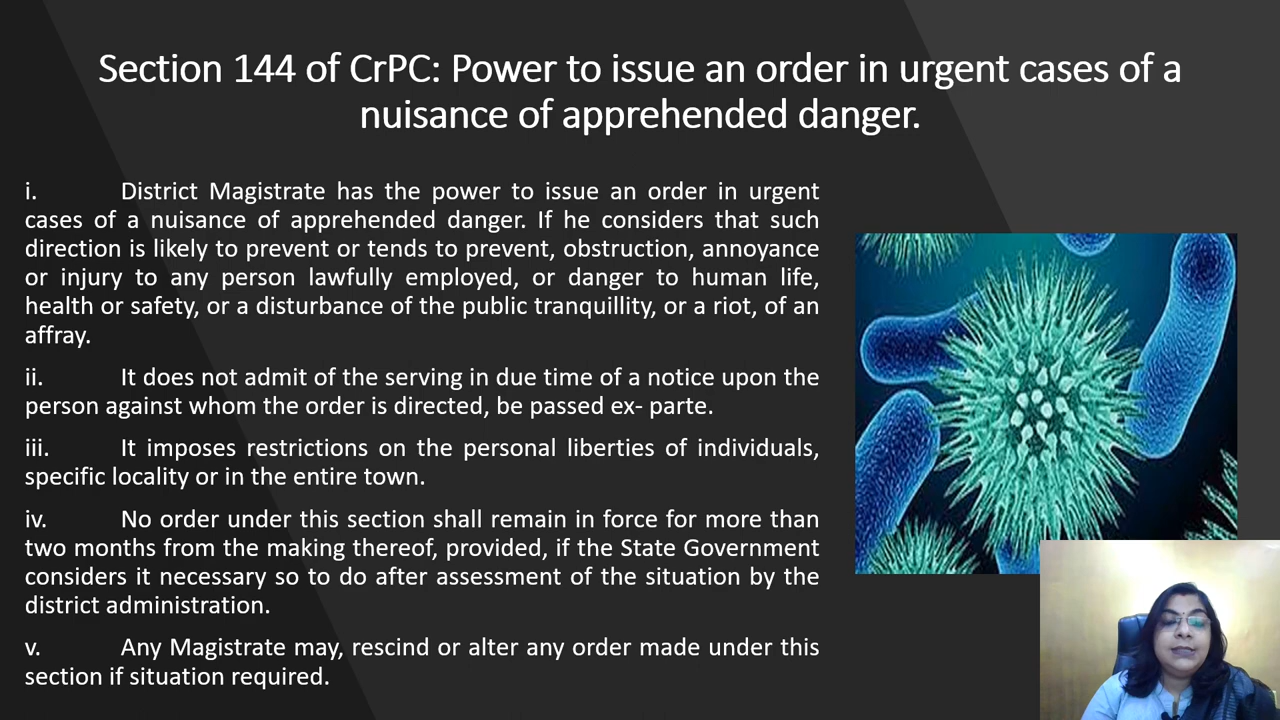 Section 144 of CrPC: Power to issue an order in urgent cases of a
nuisance of apprehended danger.
i. District Magistrate has the power to issue an order in urgent
cases of a nuisance of apprehended danger. If he considers that such
direction is likely to prevent or tends to prevent, obstruction, annoyance
or injury to any person lawfully employed, or danger to human life,
health or safety, or a disturbance of the public tranquillity, or a riot, of an
affray.
ii. It does not admit of the serving in due time of a notice upon the
person against whom the order is directed, be passed ex- parte.
iii. It imposes restrictions on the personal liberties of individuals,
specific locality or in the entire town.
iv. No order under this section shall remain in force for more than
two months from the making thereof, provided, if the State Government
considers it necessary so to do after assessment of the situation by the
district administration.
v. Any Magistrate may, rescind or alter any order made under this
section if situation required.